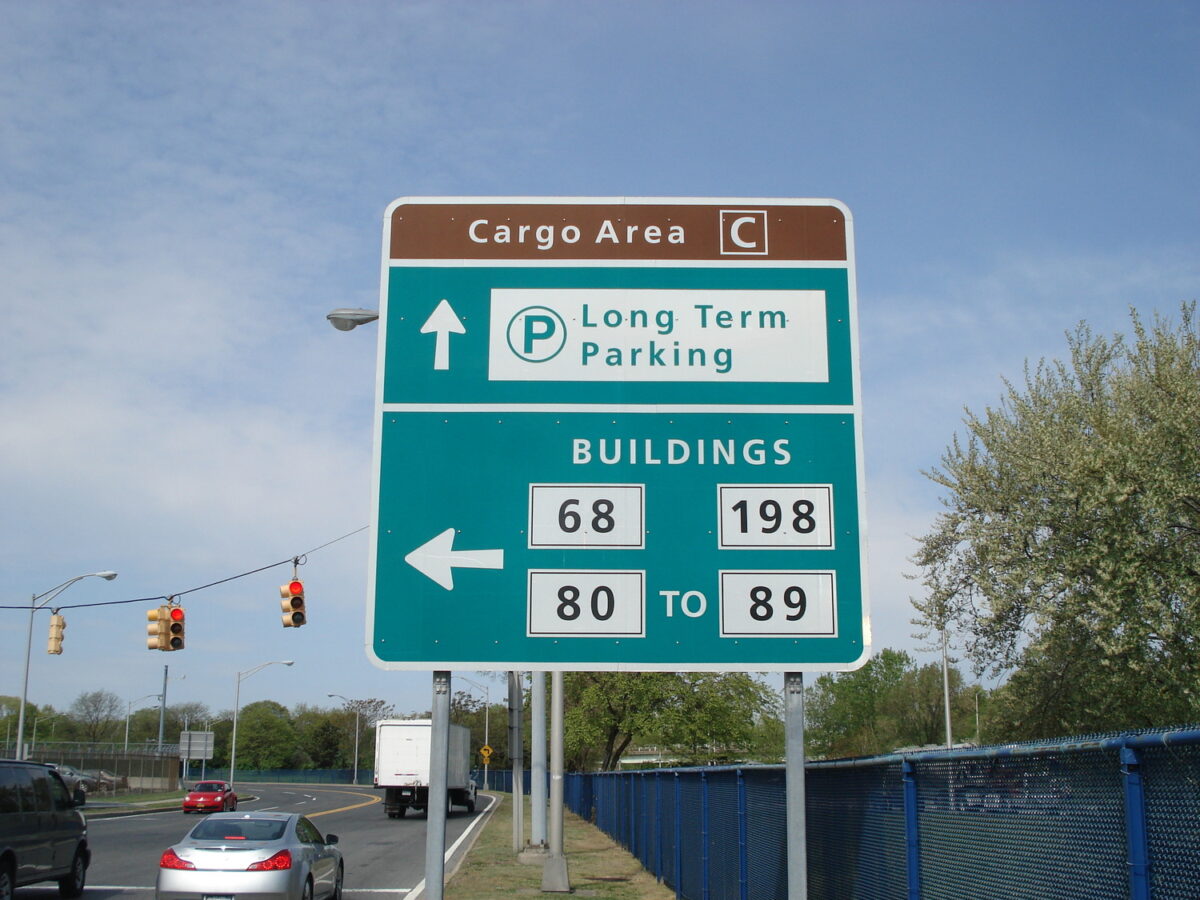 Cargo Area C
P Long Term
Parking
BUILDINGS
68 198
80 TO 89